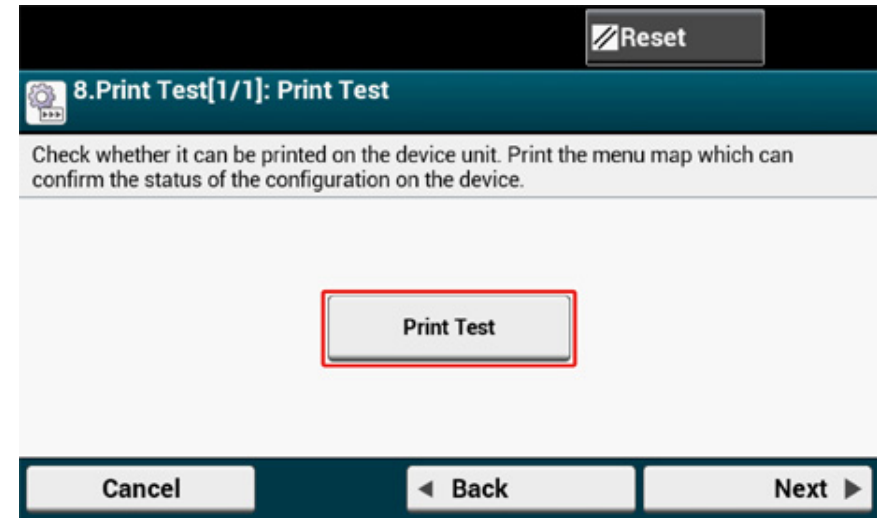 Reset
8.Print Test[1/1]: Print Test
Check whether it can be printed on the device unit. Print the menu map which can
confirm the status of the configuration on the device.
Print Test
Cancel
Back
Next